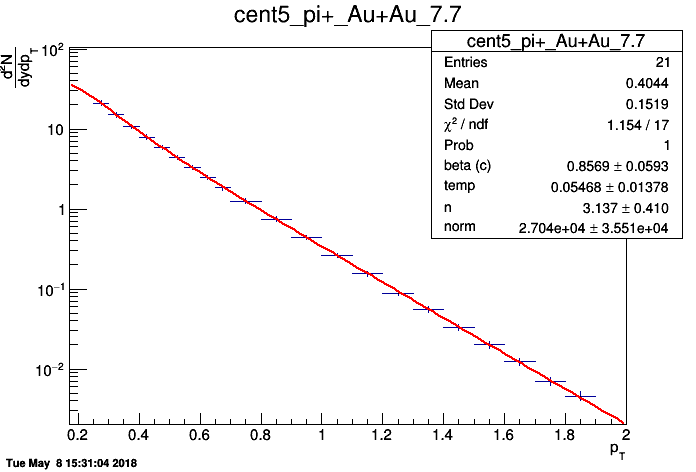 cent5_pi+_Au+Au_7.7
d²N
dydp_T
cent5_pi+_Au+Au_7.7
Entries 21
Mean 0.4044
Std Dev 0.1519
χ² / ndf 1.154 / 17
Prob 1
beta (c) 0.8569 ± 0.0593
temp 0.05468 ± 0.01378
n 3.137 ± 0.410
norm 2.704e+04 ± 3.551e+04
10²
10
1
10⁻¹
10⁻²
0.2 0.4 0.6 0.8 1 1.2 1.4 1.6 1.8 2
p_T
Tue May 8 15:31:04 2018